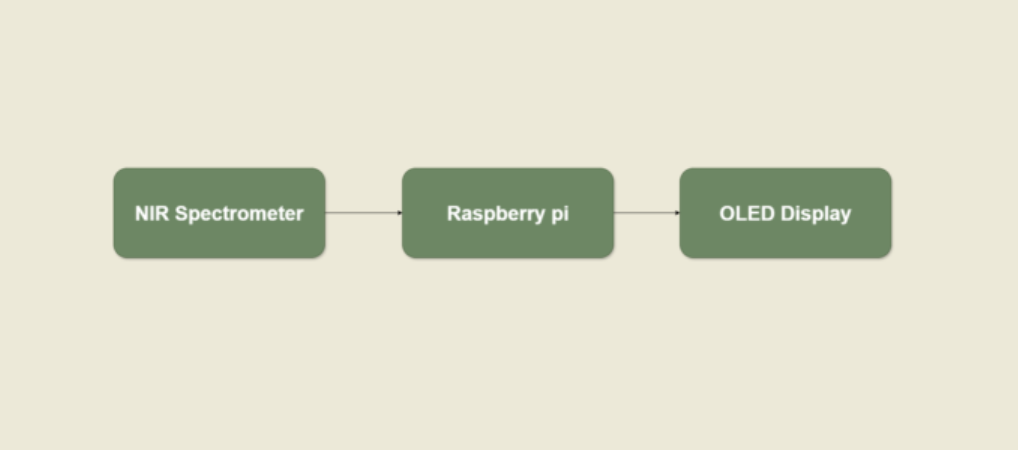 NIR Spectrometer
Raspberry pi
OLED Display